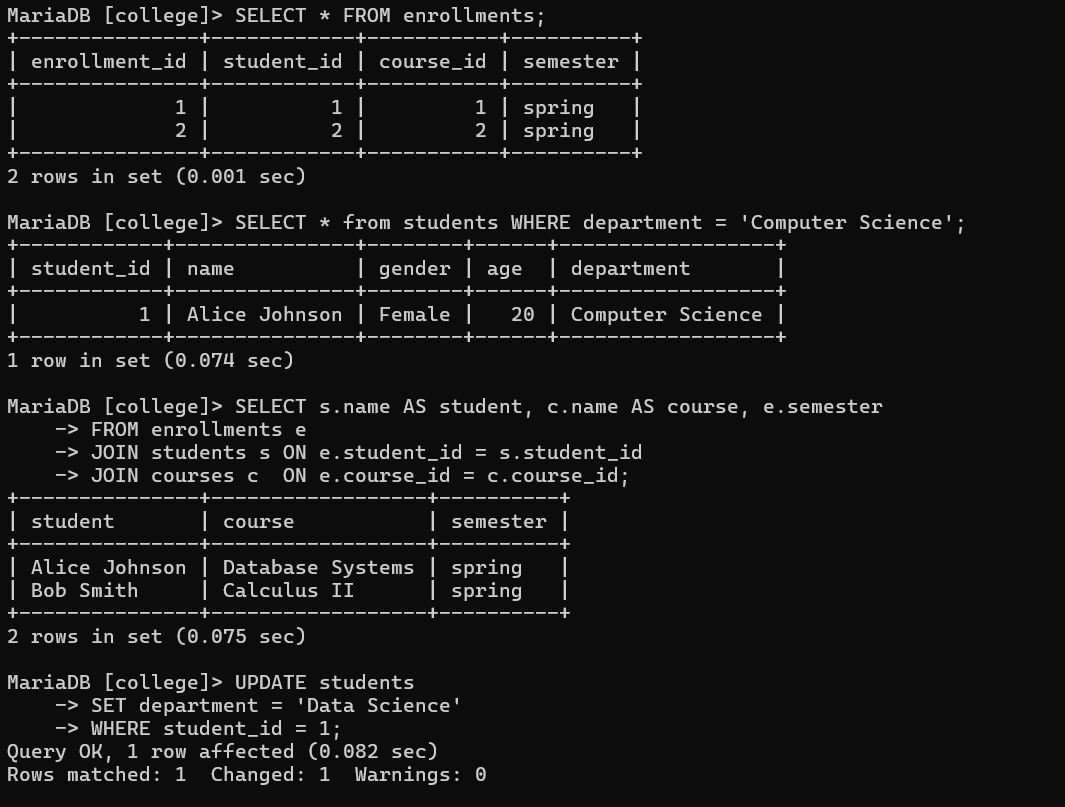 MariaDB [college]> SELECT * FROM enrollments;
+---------------+------------+-----------+----------+
| enrollment_id | student_id | course_id | semester |
+---------------+------------+-----------+----------+
|             1 |          1 |         1 | spring   |
|             2 |          2 |         2 | spring   |
+---------------+------------+-----------+----------+
2 rows in set (0.001 sec)

MariaDB [college]> SELECT * from students WHERE department = 'Computer Science';
+------------+---------------+--------+------+------------------+
| student_id | name          | gender | age  | department       |
+------------+---------------+--------+------+------------------+
|          1 | Alice Johnson | Female |   20 | Computer Science |
+------------+---------------+--------+------+------------------+
1 row in set (0.074 sec)

MariaDB [college]> SELECT s.name AS student, c.name AS course, e.semester
    -> FROM enrollments e
    -> JOIN students s ON e.student_id = s.student_id
    -> JOIN courses c  ON e.course_id = c.course_id;
+---------------+------------------+----------+
| student       | course           | semester |
+---------------+------------------+----------+
| Alice Johnson | Database Systems | spring   |
| Bob Smith     | Calculus II      | spring   |
+---------------+------------------+----------+
2 rows in set (0.075 sec)

MariaDB [college]> UPDATE students
    -> SET department = 'Data Science'
    -> WHERE student_id = 1;
Query OK, 1 row affected (0.082 sec)
Rows matched: 1  Changed: 1  Warnings: 0